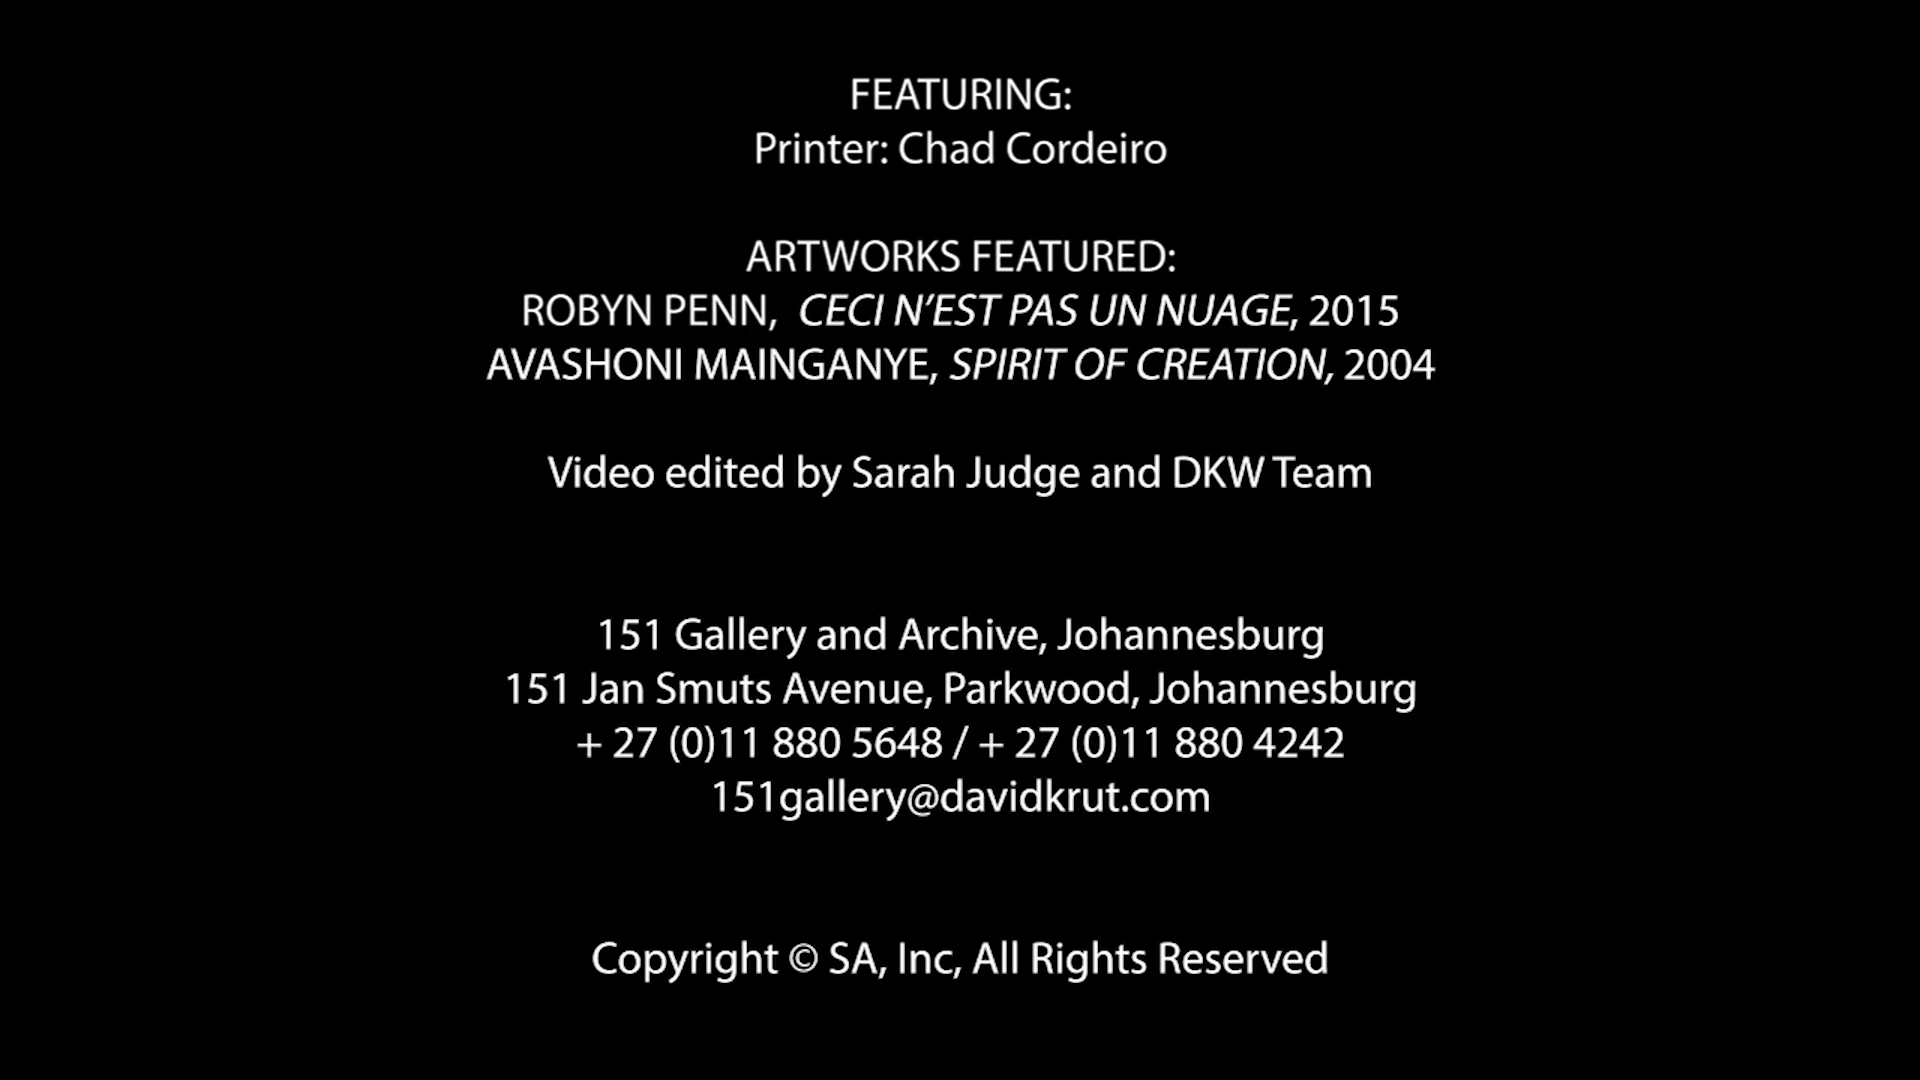 FEATURING:
Printer: Chad Cordeiro
ARTWORKS FEATURED:
ROBYN PENN, CECI N’EST PAS UN NUAGE, 2015
AVASHONI MAINGANYE, SPIRIT OF CREATION, 2004
Video edited by Sarah Judge and DKW Team
151 Gallery and Archive, Johannesburg
151 Jan Smuts Avenue, Parkwood, Johannesburg
+ 27 (0)11 880 5648 / + 27 (0)11 880 4242
151gallery@davidkrut.com
Copyright © SA, Inc, All Rights Reserved